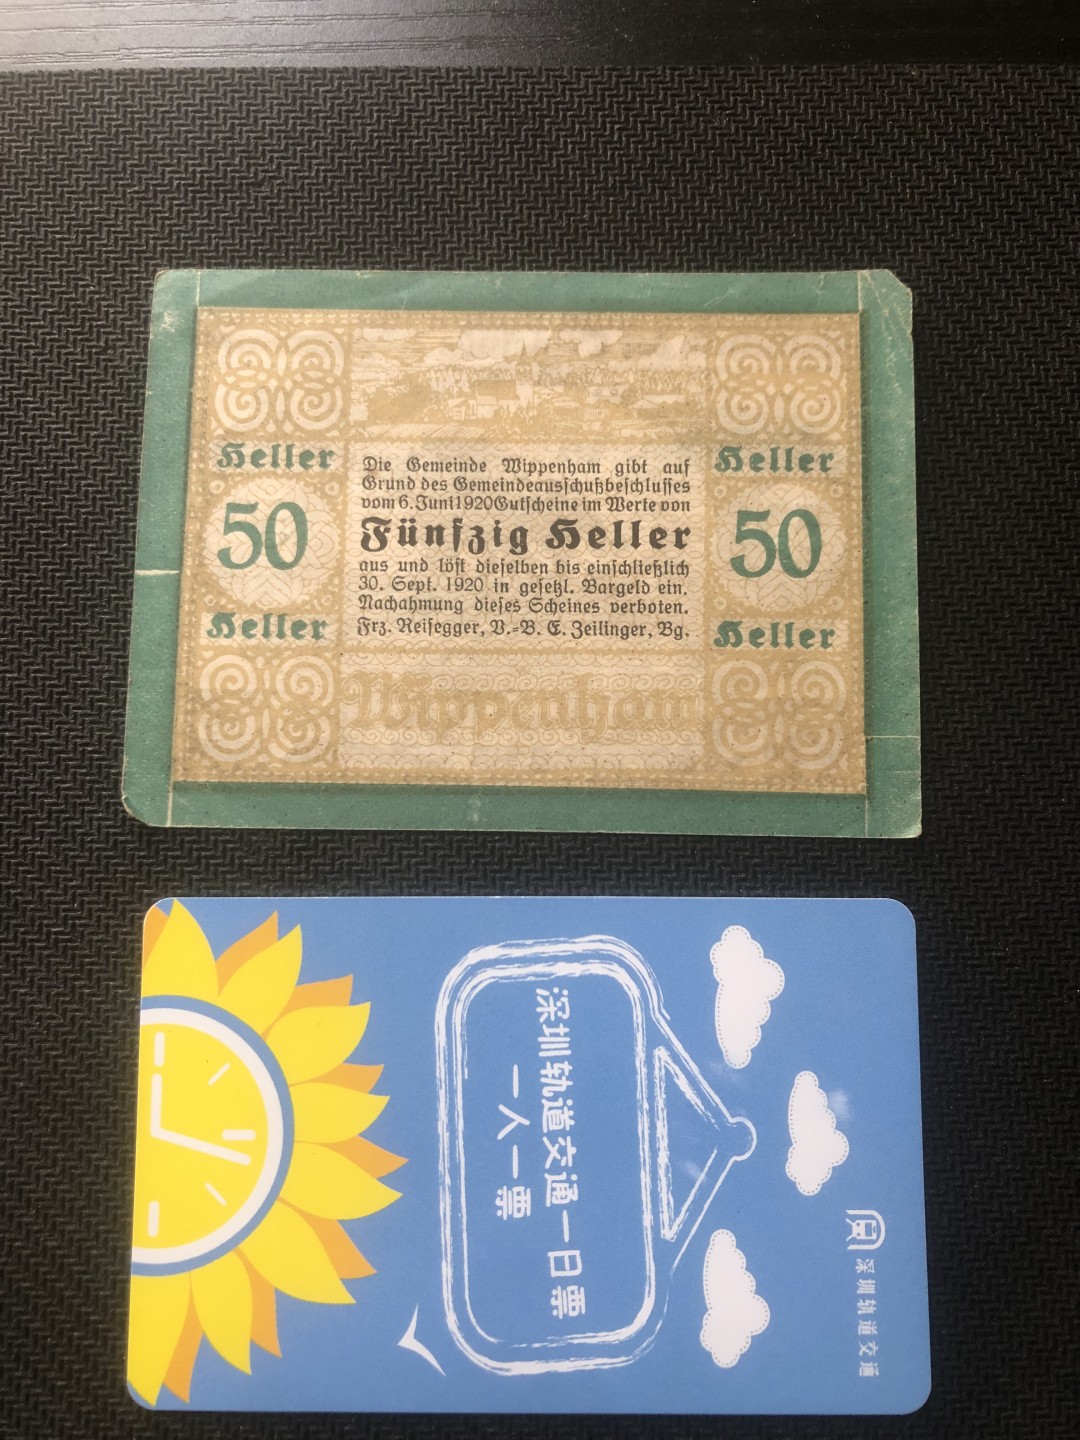 Heller
50
Heller
Die Gemeinde Wippenham gibt auf
Grund des Gemeindeausschußbeschlusses
vom 6. Juni 1920 Gutscheine im Werte von
Fünfzig Heller
aus und löst dieselben bis einschließlich
30. Sept. 1920 in gesetzl. Bargeld ein.
Nachahmung dieses Scheines verboten.
Frz. Reisegger, V.=B. E. Zeilinger, Bg.
Wippenham
Heller
50
Heller
深圳轨道交通
深圳轨道交通一日票
一人一票